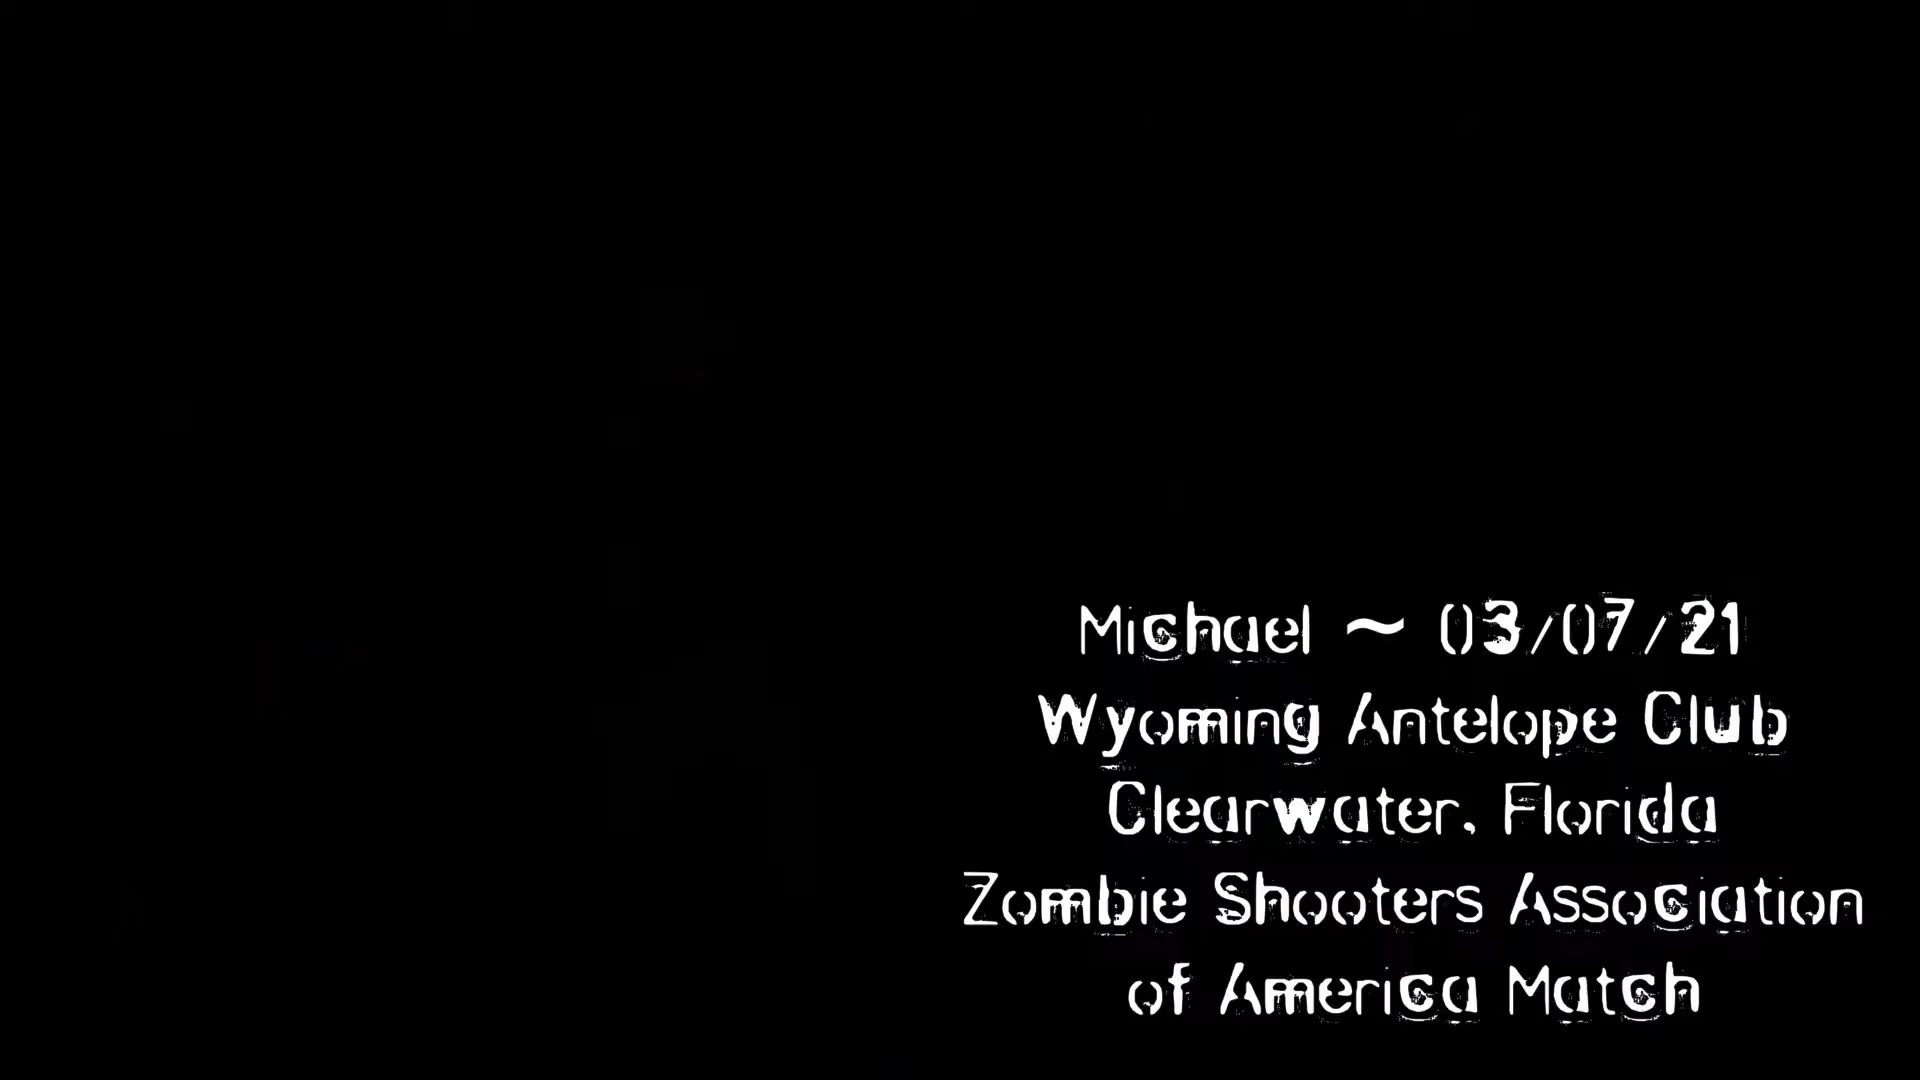 Michael ~ 03/07/21
Wyoming Antelope Club
Clearwater, Florida
Zombie Shooters Association
of America Match